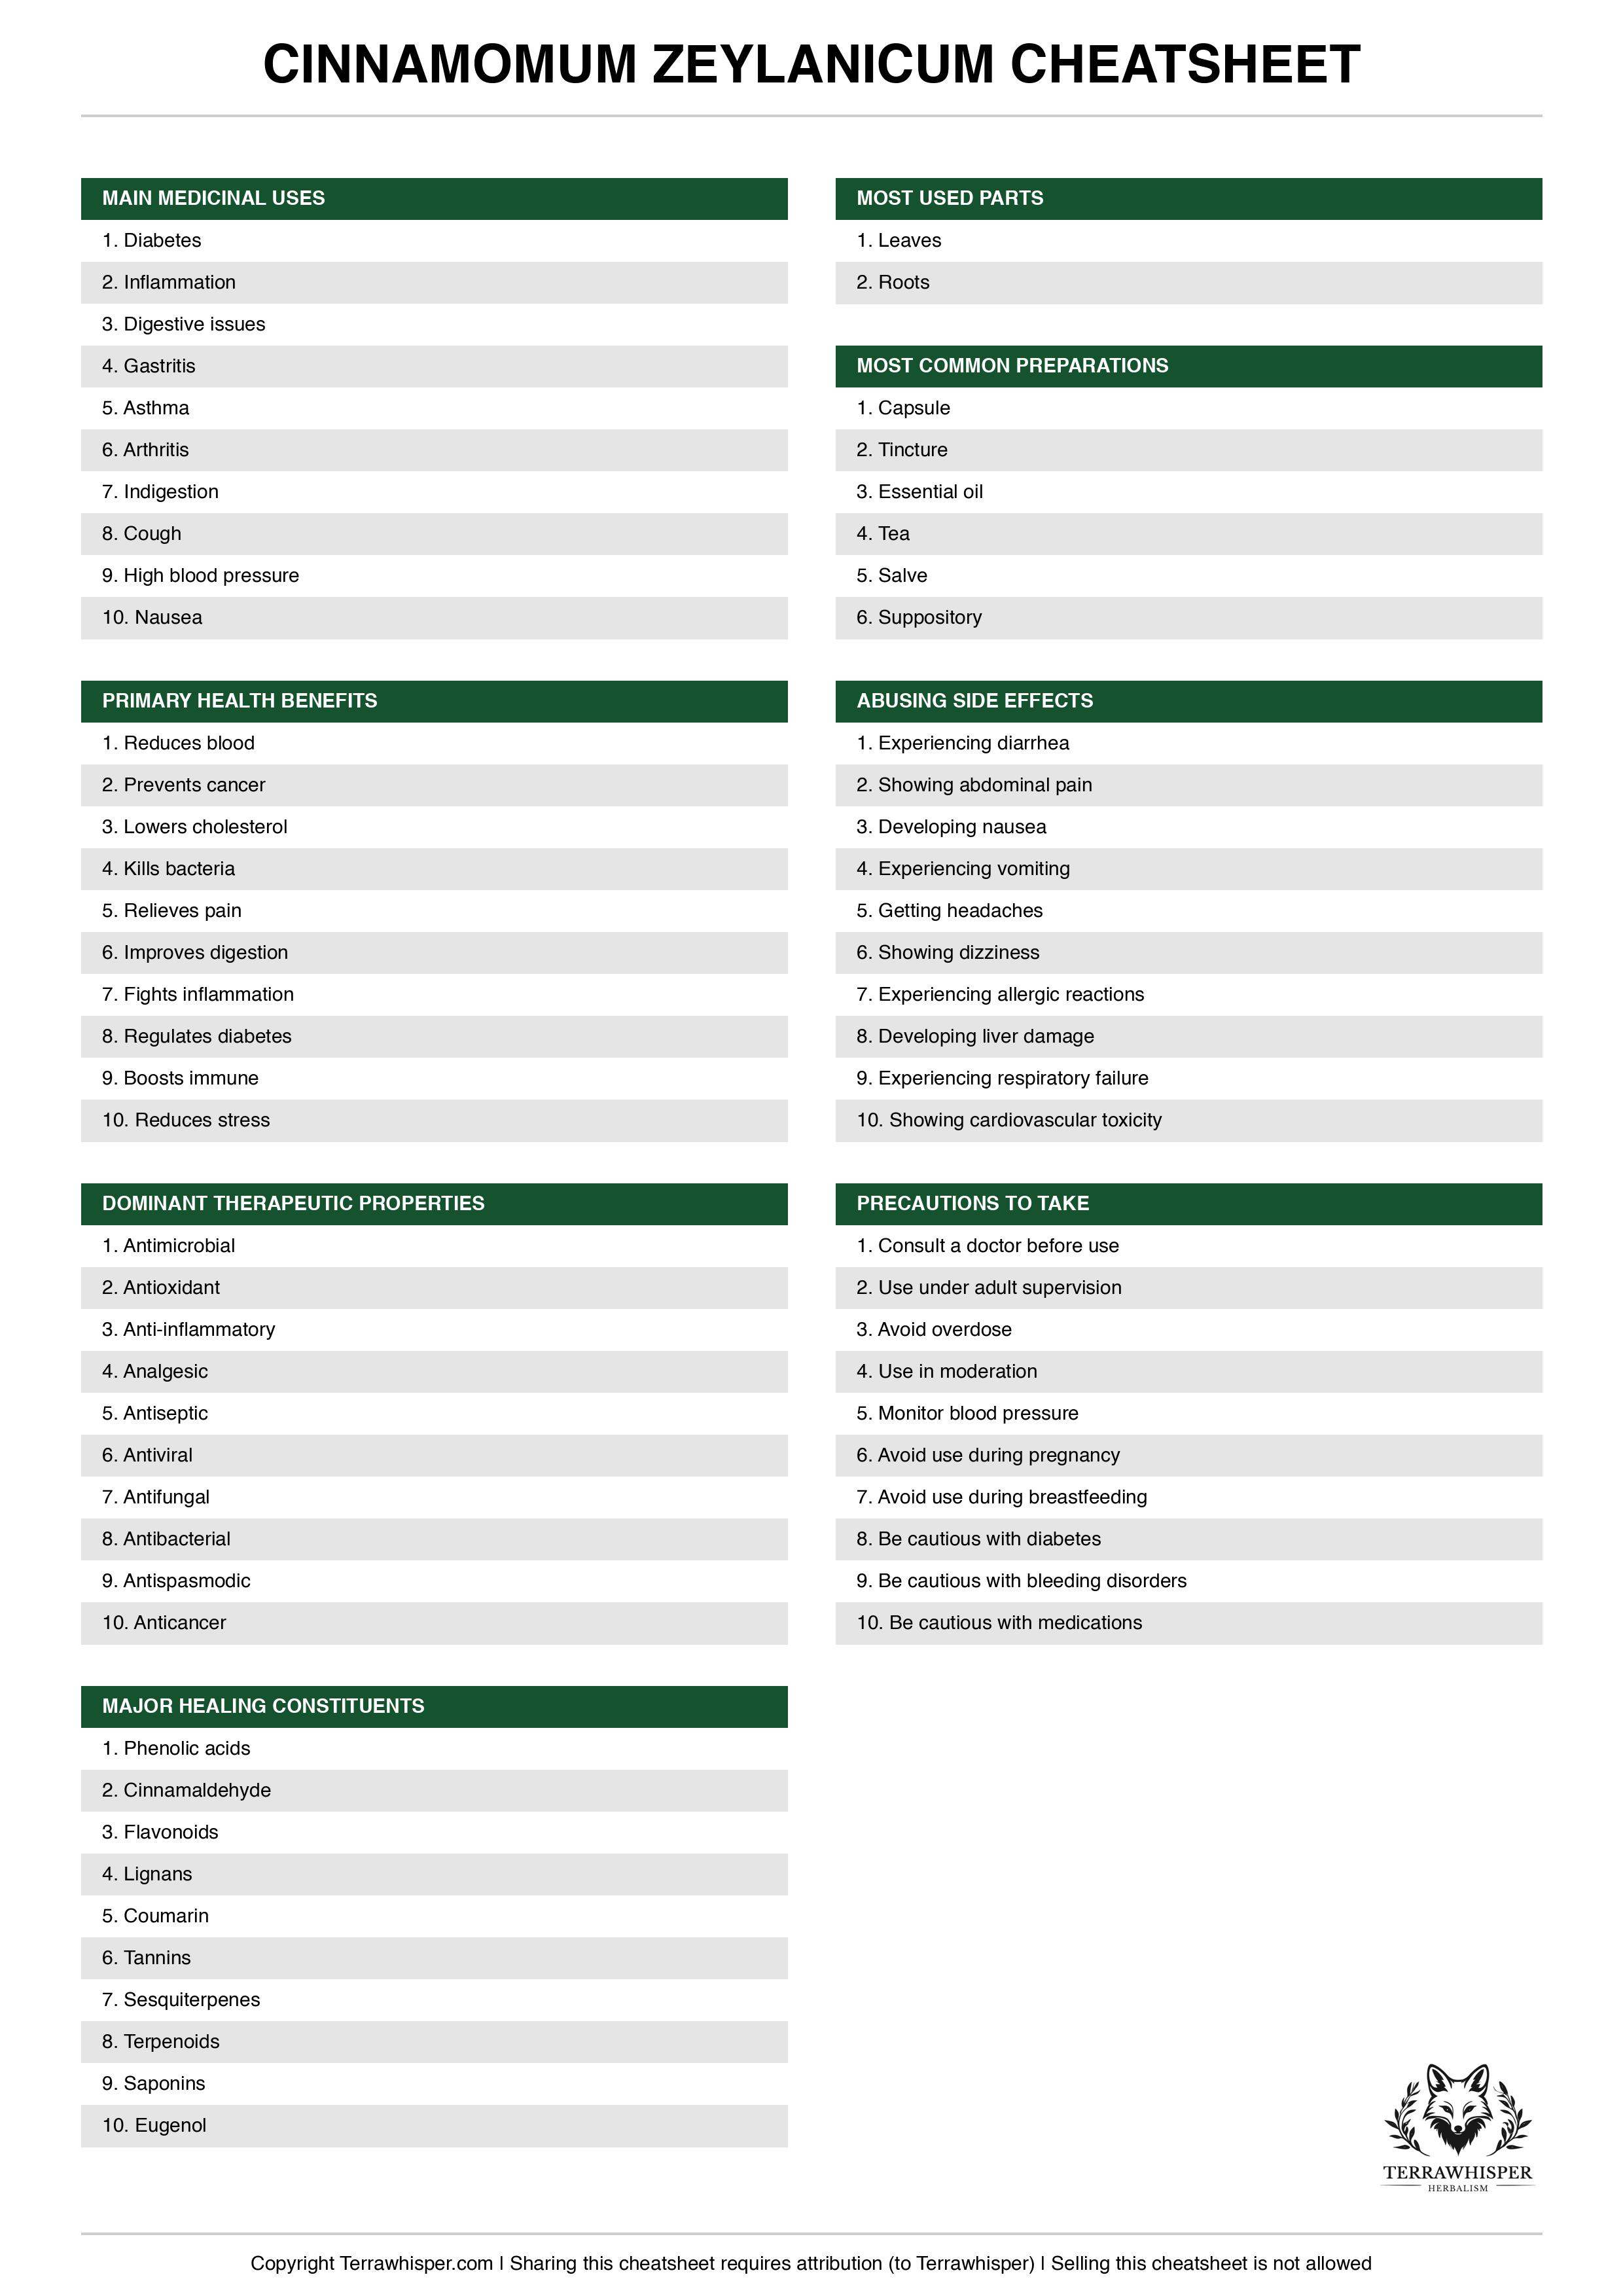 CINNAMOMUM ZEYLANICUM CHEATSHEET
MAIN MEDICINAL USES
1. Diabetes
2. Inflammation
3. Digestive issues
4. Gastritis
5. Asthma
6. Arthritis
7. Indigestion
8. Cough
9. High blood pressure
10. Nausea
PRIMARY HEALTH BENEFITS
1. Reduces blood
2. Prevents cancer
3. Lowers cholesterol
4. Kills bacteria
5. Relieves pain
6. Improves digestion
7. Fights inflammation
8. Regulates diabetes
9. Boosts immune
10. Reduces stress
DOMINANT THERAPEUTIC PROPERTIES
1. Antimicrobial
2. Antioxidant
3. Anti-inflammatory
4. Analgesic
5. Antiseptic
6. Antiviral
7. Antifungal
8. Antibacterial
9. Antispasmodic
10. Anticancer
MAJOR HEALING CONSTITUENTS
1. Phenolic acids
2. Cinnamaldehyde
3. Flavonoids
4. Lignans
5. Coumarin
6. Tannins
7. Sesquiterpenes
8. Terpenoids
9. Saponins
10. Eugenol
MOST USED PARTS
1. Leaves
2. Roots
MOST COMMON PREPARATIONS
1. Capsule
2. Tincture
3. Essential oil
4. Tea
5. Salve
6. Suppository
ABUSING SIDE EFFECTS
1. Experiencing diarrhea
2. Showing abdominal pain
3. Developing nausea
4. Experiencing vomiting
5. Getting headaches
6. Showing dizziness
7. Experiencing allergic reactions
8. Developing liver damage
9. Experiencing respiratory failure
10. Showing cardiovascular toxicity
PRECAUTIONS TO TAKE
1. Consult a doctor before use
2. Use under adult supervision
3. Avoid overdose
4. Use in moderation
5. Monitor blood pressure
6. Avoid use during pregnancy
7. Avoid use during breastfeeding
8. Be cautious with diabetes
9. Be cautious with bleeding disorders
10. Be cautious with medications
TERRAWHISPER
HERBALISM
Copyright Terrawhisper.com | Sharing this cheatsheet requires attribution (to Terrawhisper) | Selling this cheatsheet is not allowed